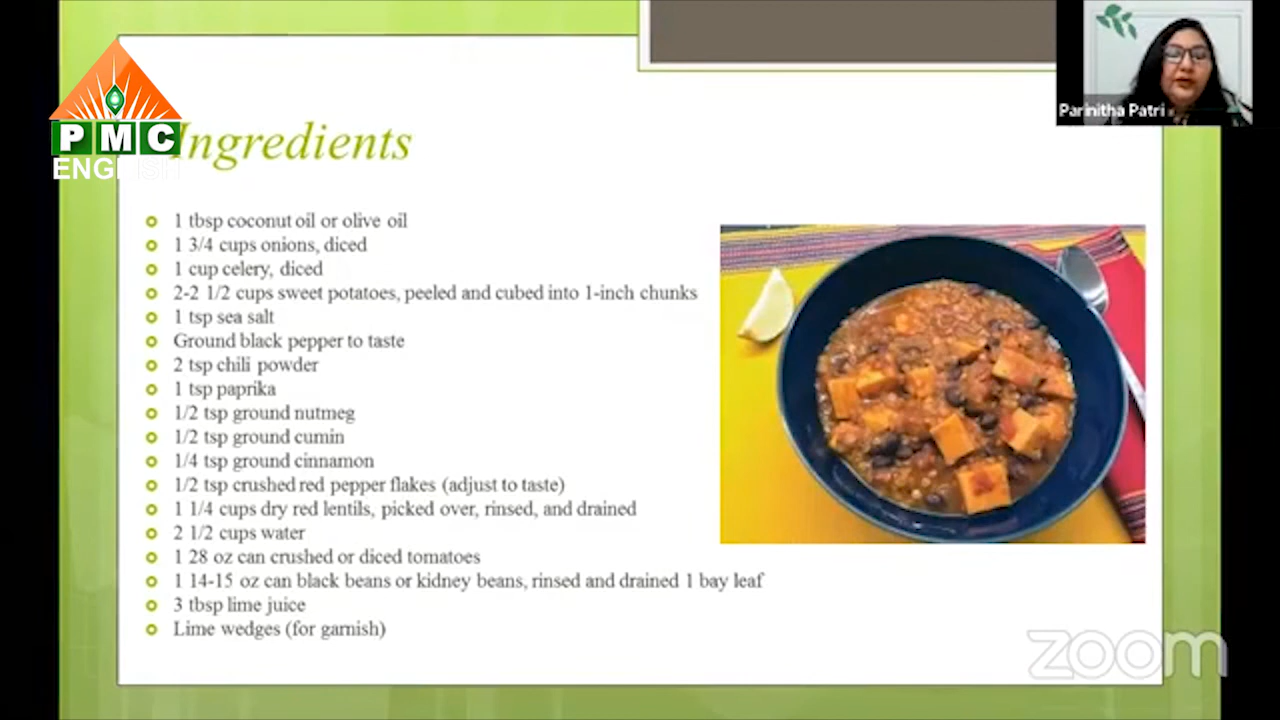 PMC
ENGLISH
Ingredients
1 tbsp coconut oil or olive oil
1 3/4 cups onions, diced
1 cup celery, diced
2-2 1/2 cups sweet potatoes, peeled and cubed into 1-inch chunks
1 tsp sea salt
Ground black pepper to taste
2 tsp chili powder
1 tsp paprika
1/2 tsp ground nutmeg
1/2 tsp ground cumin
1/4 tsp ground cinnamon
1/2 tsp crushed red pepper flakes (adjust to taste)
1 1/4 cups dry red lentils, picked over, rinsed, and drained
2 1/2 cups water
1 28 oz can crushed or diced tomatoes
1 14-15 oz can black beans or kidney beans, rinsed and drained 1 bay leaf
3 tbsp lime juice
Lime wedges (for garnish)
Parinitha Patri
zoom